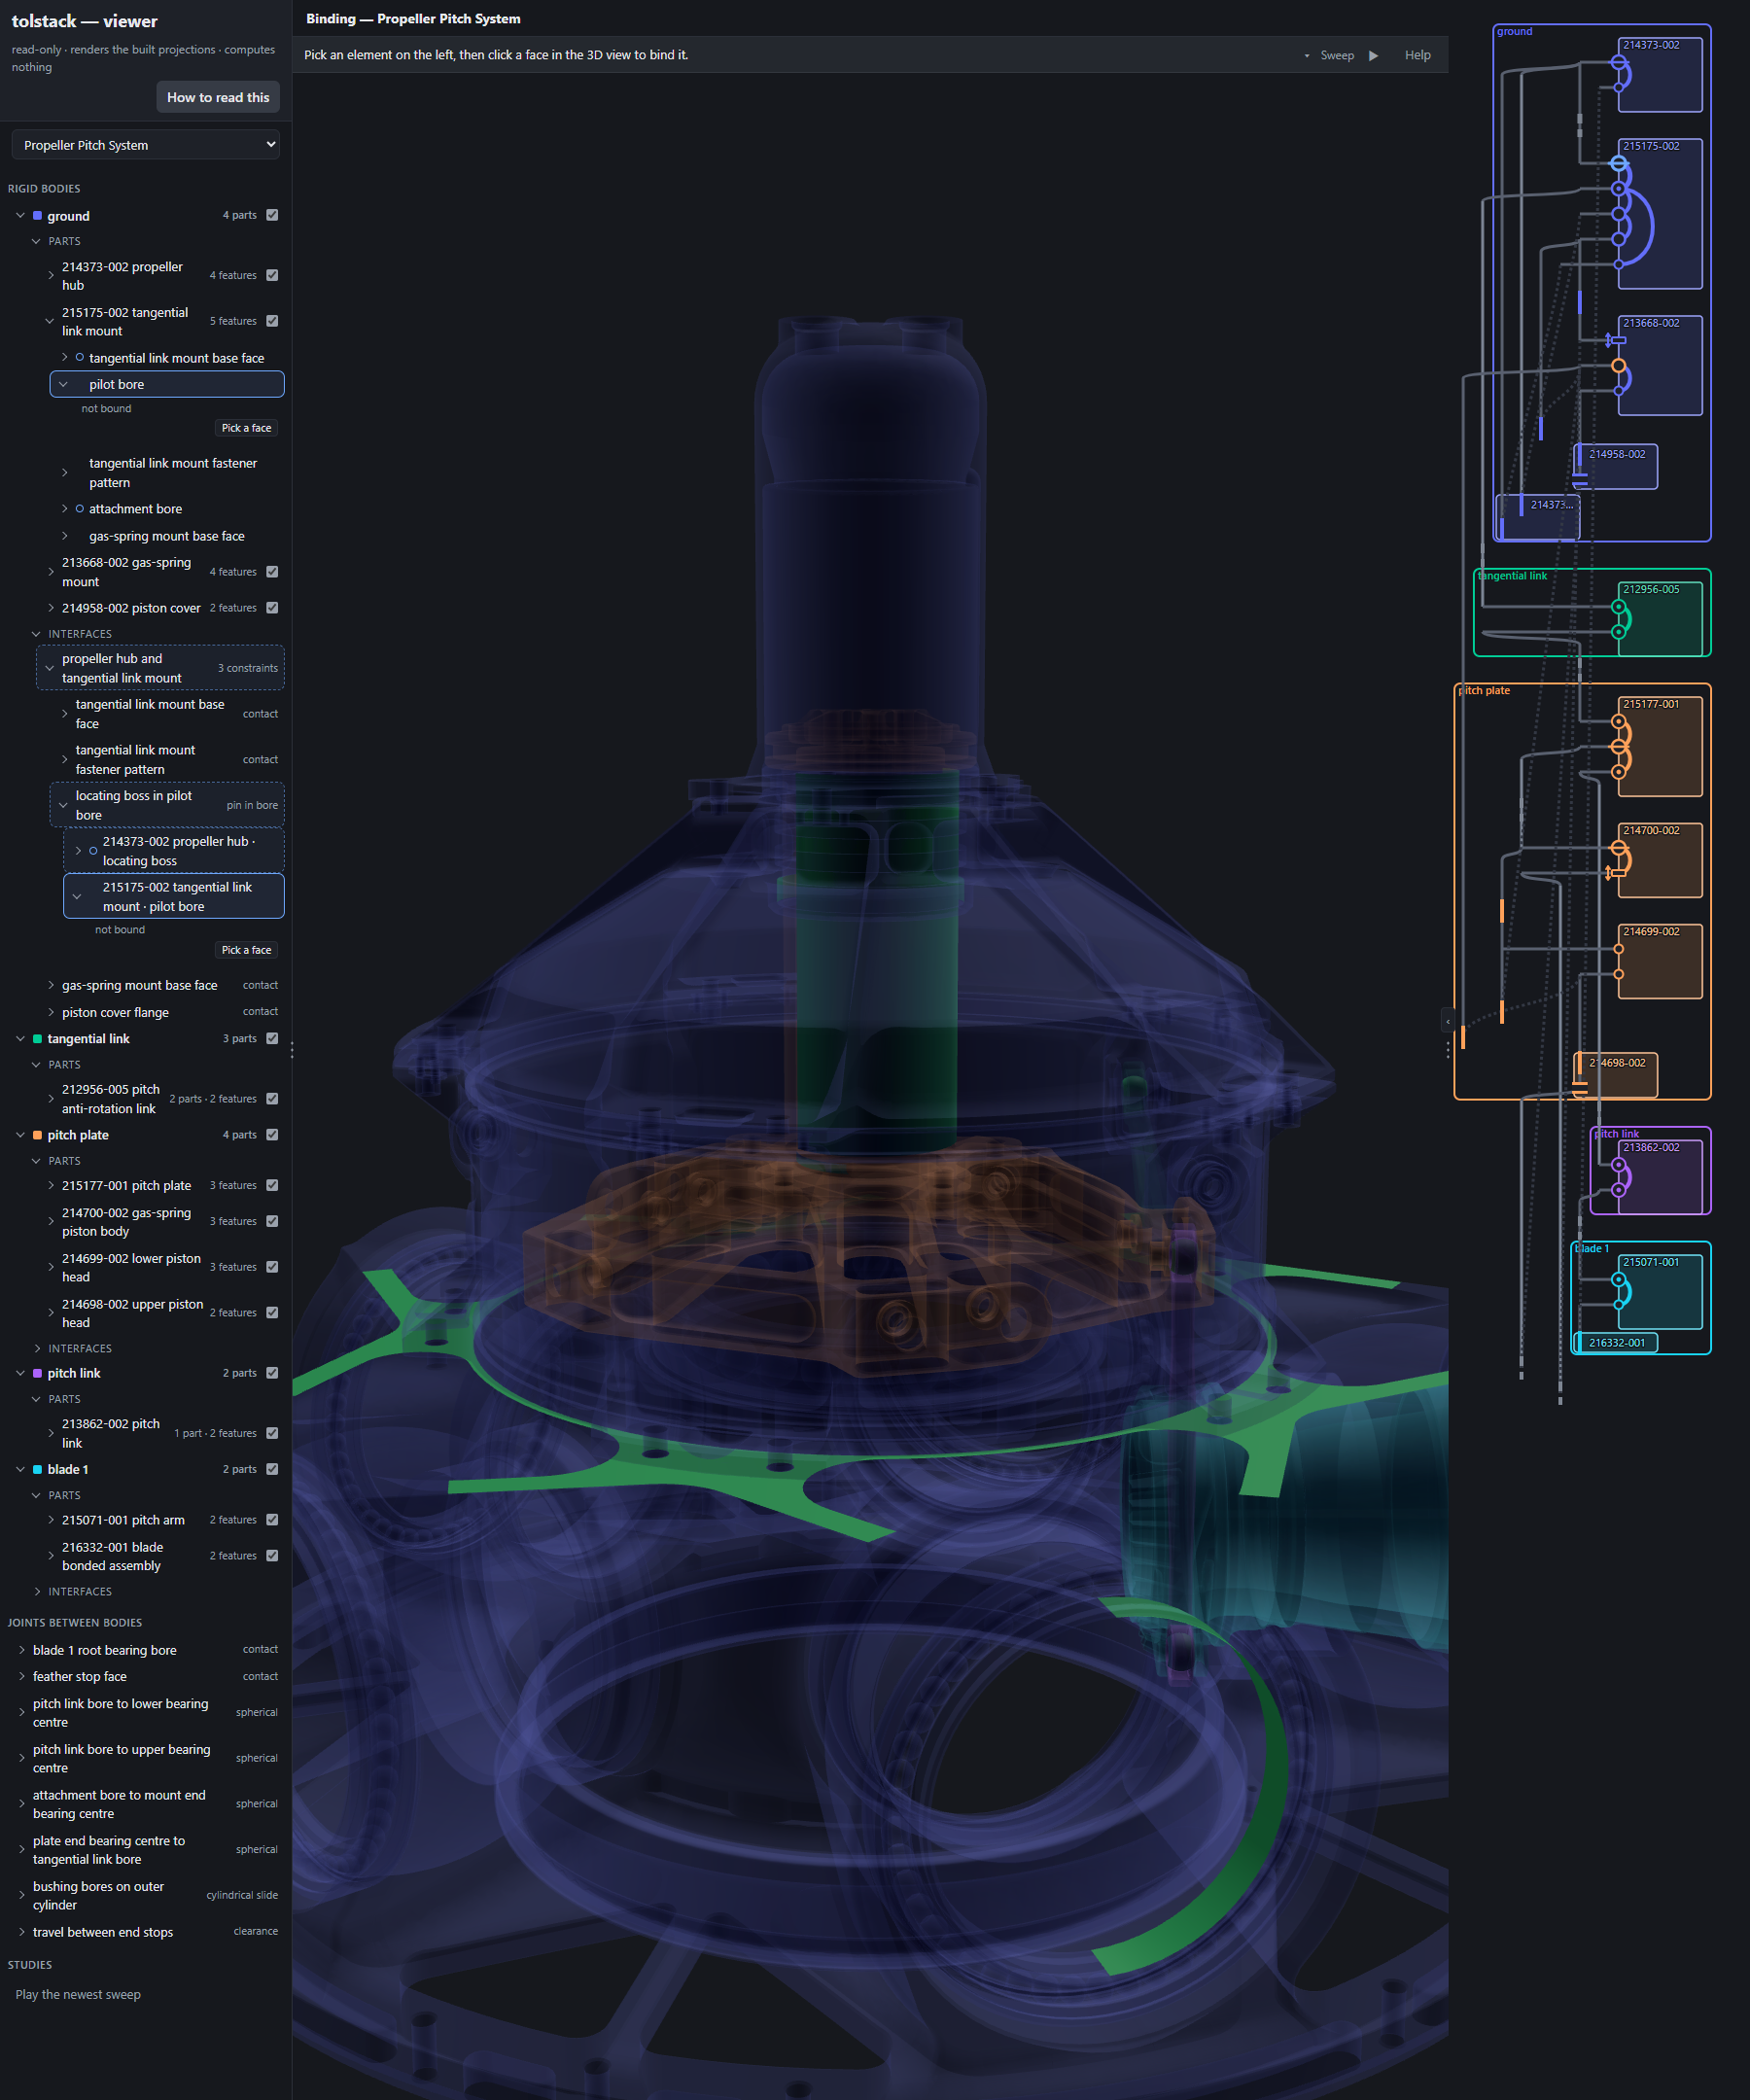 tolstack — viewer
read-only · renders the built projections · computes
nothing
How to read this
Propeller Pitch System
RIGID BODIES
ground 4 parts
PARTS
214373-002 propeller
hub 4 features
215175-002 tangential
link mount 5 features
tangential link mount base face
pilot bore
not bound
Pick a face
tangential link mount fastener
pattern
attachment bore
gas-spring mount base face
213668-002 gas-spring
mount 4 features
214958-002 piston cover 2 features
INTERFACES
propeller hub and
tangential link mount 3 constraints
tangential link mount base
face contact
tangential link mount
fastener pattern contact
locating boss in pilot
bore pin in bore
214373-002 propeller hub ·
locating boss
215175-002 tangential link
mount · pilot bore
not bound
Pick a face
gas-spring mount base face contact
piston cover flange contact
tangential link 3 parts
PARTS
212956-005 pitch
anti-rotation link 2 parts · 2 features
pitch plate 4 parts
PARTS
215177-001 pitch plate 3 features
214700-002 gas-spring
piston body 3 features
214699-002 lower piston
head 3 features
214698-002 upper piston
head 2 features
INTERFACES
pitch link 2 parts
PARTS
213862-002 pitch
link 1 part · 2 features
blade 1 2 parts
PARTS
215071-001 pitch arm 2 features
216332-001 blade
bonded assembly 2 features
INTERFACES
JOINTS BETWEEN BODIES
blade 1 root bearing bore contact
feather stop face contact
pitch link bore to lower bearing
centre spherical
pitch link bore to upper bearing
centre spherical
attachment bore to mount end
bearing centre spherical
plate end bearing centre to
tangential link bore spherical
bushing bores on outer
cylinder cylindrical slide
travel between end stops clearance
STUDIES
Play the newest sweep
Binding — Propeller Pitch System
Pick an element on the left, then click a face in the 3D view to bind it.
Sweep
Help
ground
214373-002
215175-002
213668-002
214958-002
214373...
tangential link
212956-005
pitch plate
215177-001
214700-002
214699-002
214698-002
pitch link
213862-002
blade 1
215071-001
216332-001